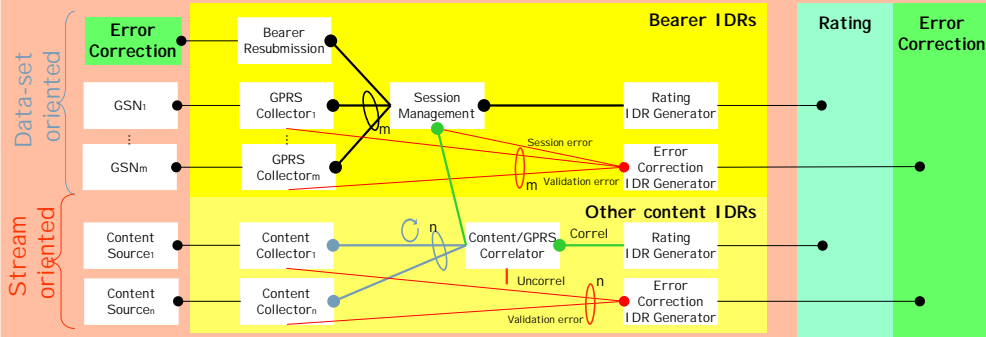 Data-set
oriented
Stream
oriented
Error
Correction
Bearer
Resubmission
Bearer IDRs
Rating
Error
Correction
GSN1
GPRS
Collector1
Session
Management
Rating
IDR Generator
m
Session error
GSNm
GPRS
Collectorm
Error
Correction
IDR Generator
Validation error
m
Other content IDRs
Content
Source1
Content
Collector1
n
Content/GPRS
Correlator
Correl
Rating
IDR Generator
Uncorrel
Content
Sourcen
Content
Collectorn
n
Error
Correction
IDR Generator
Validation error